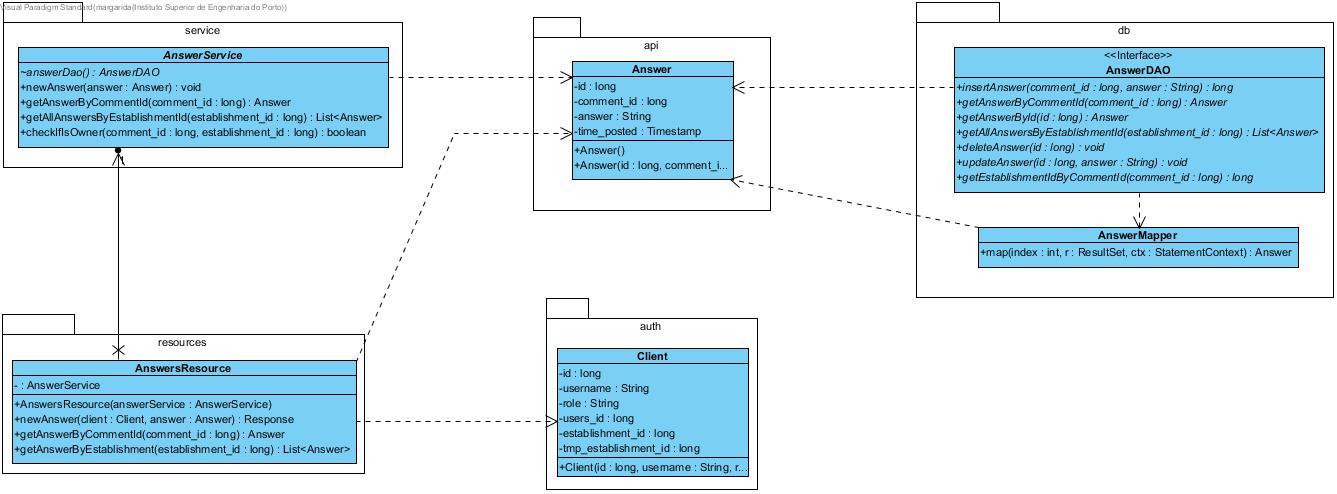 Visual Paradigm Standard(margarida(Instituto Superior de Engenharia do Porto))
service
AnswerService
~answerDao() : AnswerDAO
+newAnswer(answer : Answer) : void
+getAnswerByCommentId(comment_id : long) : Answer
+getAllAnswersByEstablishmentId(establishment_id : long) : List<Answer>
+checkIfIsOwner(comment_id : long, establishment_id : long) : boolean
api
Answer
-id : long
-comment_id : long
-answer : String
-time_posted : Timestamp
+Answer()
+Answer(id : long, comment_i...
db
<<Interface>>
AnswerDAO
+insertAnswer(comment_id : long, answer : String) : long
+getAnswerByCommentId(comment_id : long) : Answer
+getAnswerById(id : long) : Answer
+getAllAnswersByEstablishmentId(establishment_id : long) : List<Answer>
+deleteAnswer(id : long) : void
+updateAnswer(id : long, answer : String) : void
+getEstablishmentIdByCommentId(comment_id : long) : long
AnswerMapper
+map(index : int, r : ResultSet, ctx : StatementContext) : Answer
resources
AnswersResource
- : AnswerService
+AnswersResource(answerService : AnswerService)
+newAnswer(client : Client, answer : Answer) : Response
+getAnswerByCommentId(comment_id : long) : Answer
+getAnswerByEstablishment(establishment_id : long) : List<Answer>
auth
Client
-id : long
-username : String
-role : String
-users_id : long
-establishment_id : long
-tmp_establishment_id : long
+Client(id : long, username : String, r...